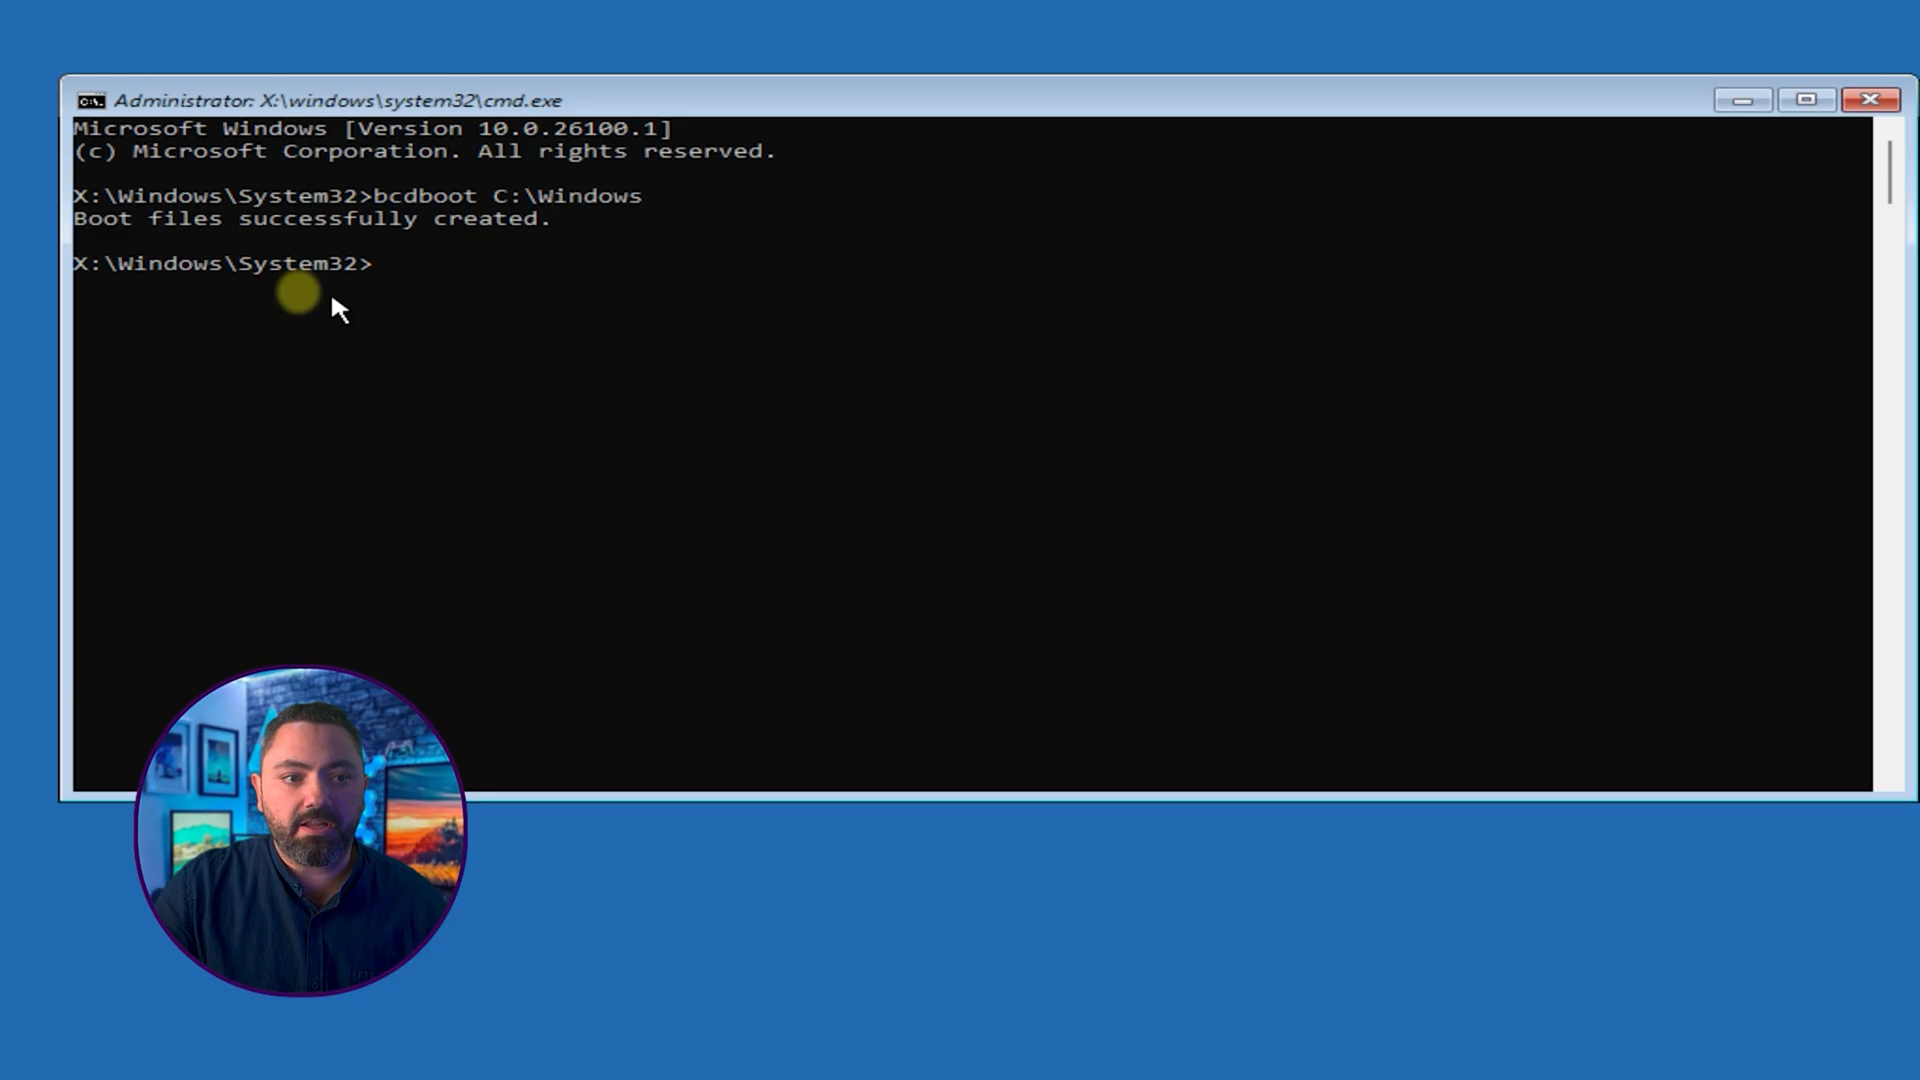 Administrator: X:\windows\system32\cmd.exe
Microsoft Windows [Version 10.0.26100.1]
(c) Microsoft Corporation. All rights reserved.
X:\Windows\System32>bcdboot C:\Windows
Boot files successfully created.
X:\Windows\System32>